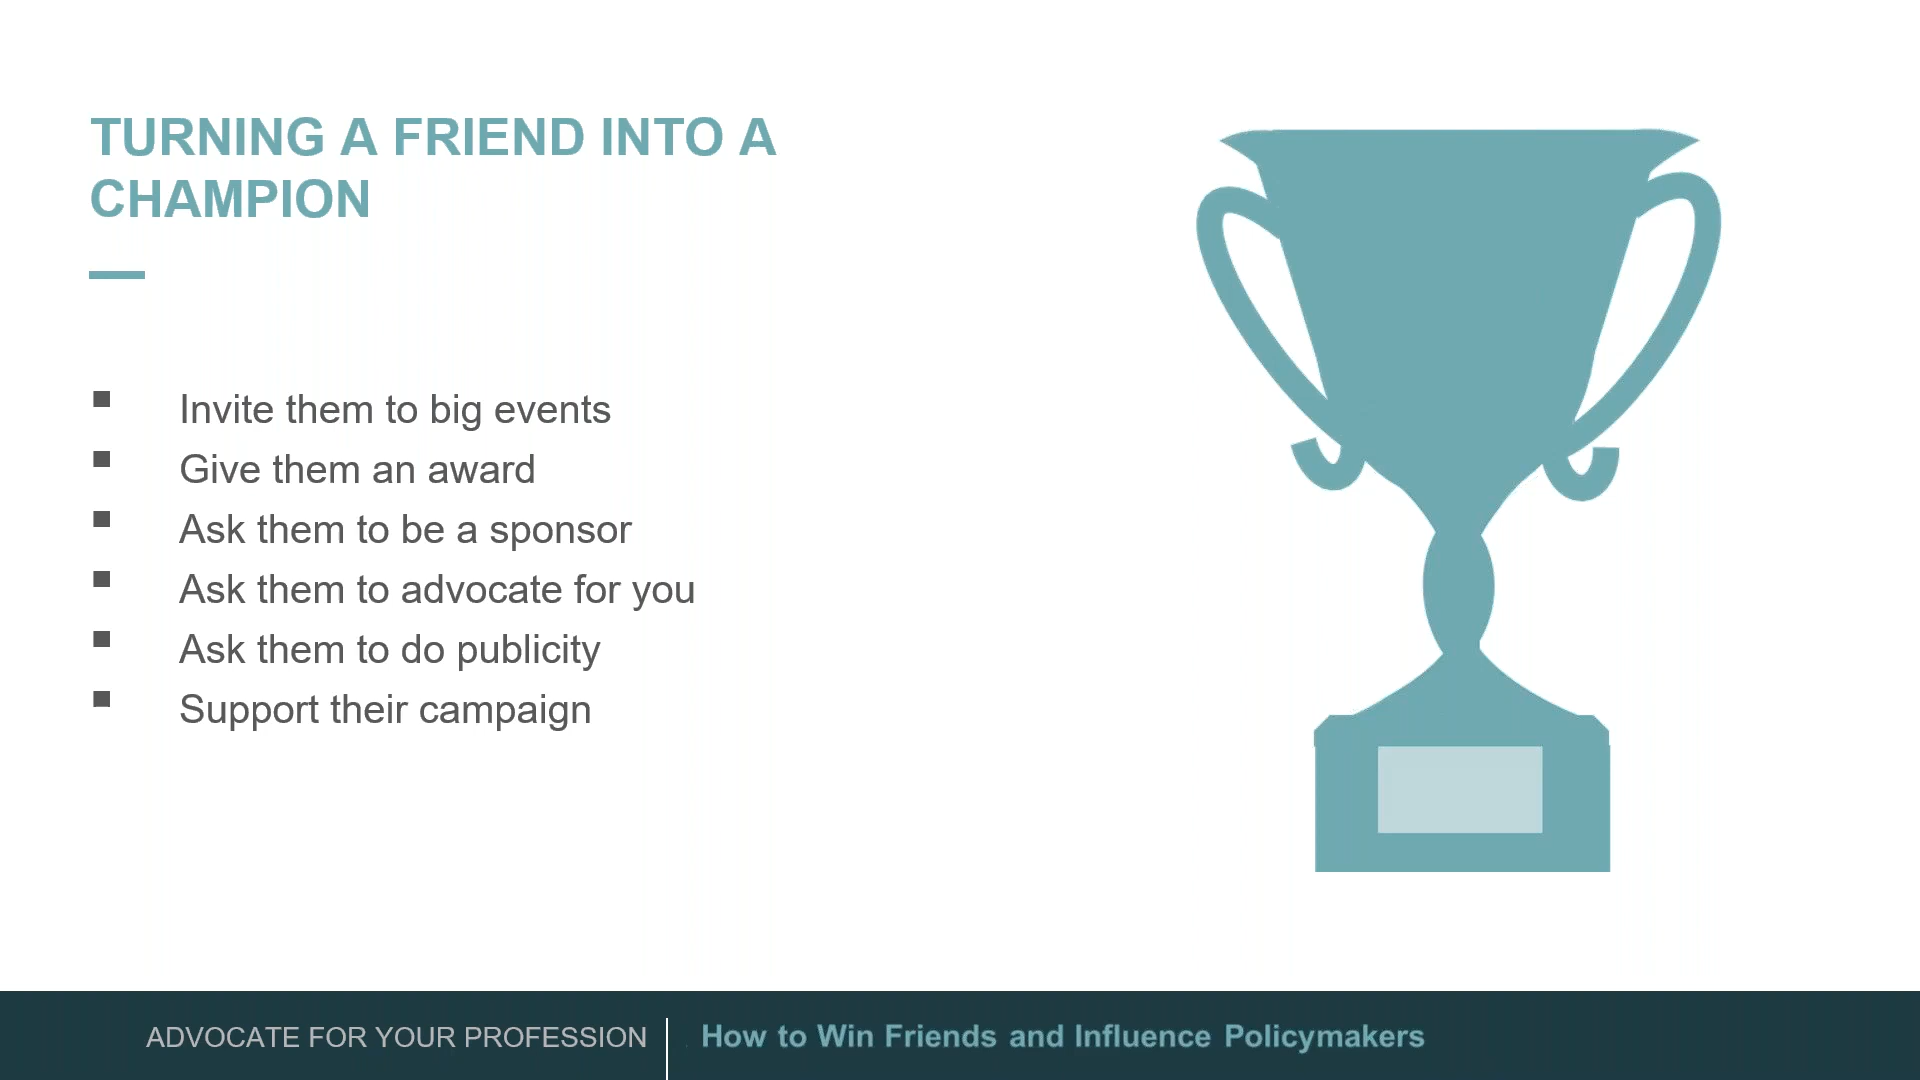 TURNING A FRIEND INTO A
CHAMPION
Invite them to big events
Give them an award
Ask them to be a sponsor
Ask them to advocate for you
Ask them to do publicity
Support their campaign
ADVOCATE FOR YOUR PROFESSION
How to Win Friends and Influence Policymakers